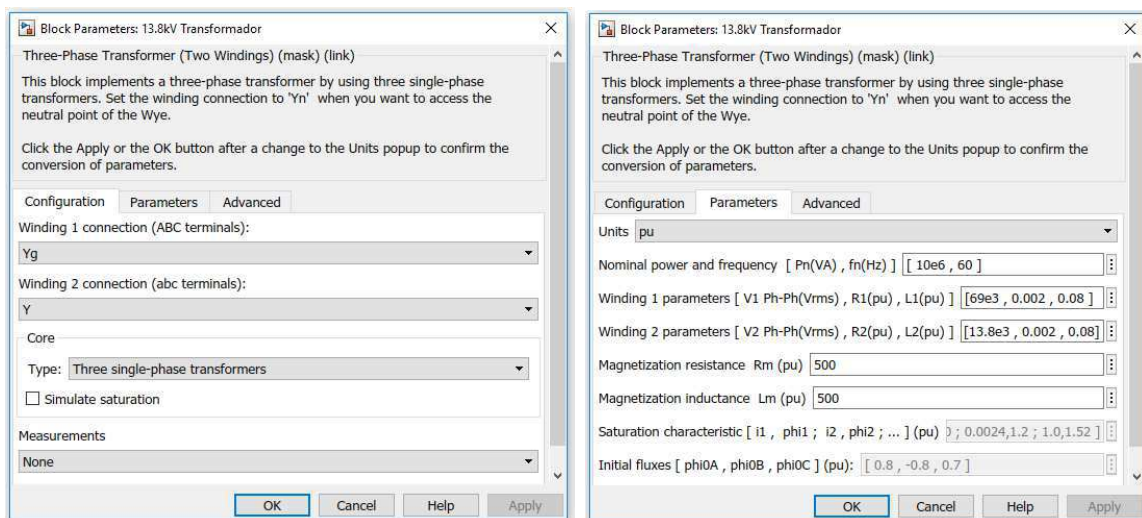 Block Parameters: 13.8kV Transformador
Three-Phase Transformer (Two Windings) (mask) (link)
This block implements a three-phase transformer by using three single-phase
transformers. Set the winding connection to 'Yn' when you want to access the
neutral point of the Wye.
Click the Apply or the OK button after a change to the Units popup to confirm the
conversion of parameters.
Configuration Parameters Advanced
Winding 1 connection (ABC terminals):
Yg
Winding 2 connection (abc terminals):
Y
Core
Type: Three single-phase transformers
Simulate saturation
Measurements
None
OK Cancel Help Apply
Block Parameters: 13.8kV Transformador
Three-Phase Transformer (Two Windings) (mask) (link)
This block implements a three-phase transformer by using three single-phase
transformers. Set the winding connection to 'Yn' when you want to access the
neutral point of the Wye.
Click the Apply or the OK button after a change to the Units popup to confirm the
conversion of parameters.
Configuration Parameters Advanced
Units pu
Nominal power and frequency [ Pn(VA) , fn(Hz) ] [ 10e6 , 60 ]
Winding 1 parameters [ V1 Ph-Ph(Vrms) , R1(pu) , L1(pu) ] [69e3 , 0.002 , 0.08 ]
Winding 2 parameters [ V2 Ph-Ph(Vrms) , R2(pu) , L2(pu) ] [13.8e3 , 0.002 , 0.08]
Magnetization resistance Rm (pu) 500
Magnetization inductance Lm (pu) 500
Saturation characteristic [ i1 , phi1 ; i2 , phi2 ; ... ] (pu) ; 0.0024,1.2 ; 1.0,1.52 ]
Initial fluxes [ phi0A , phi0B , phi0C ] (pu): [ 0.8 , -0.8 , 0.7 ]
OK Cancel Help Apply